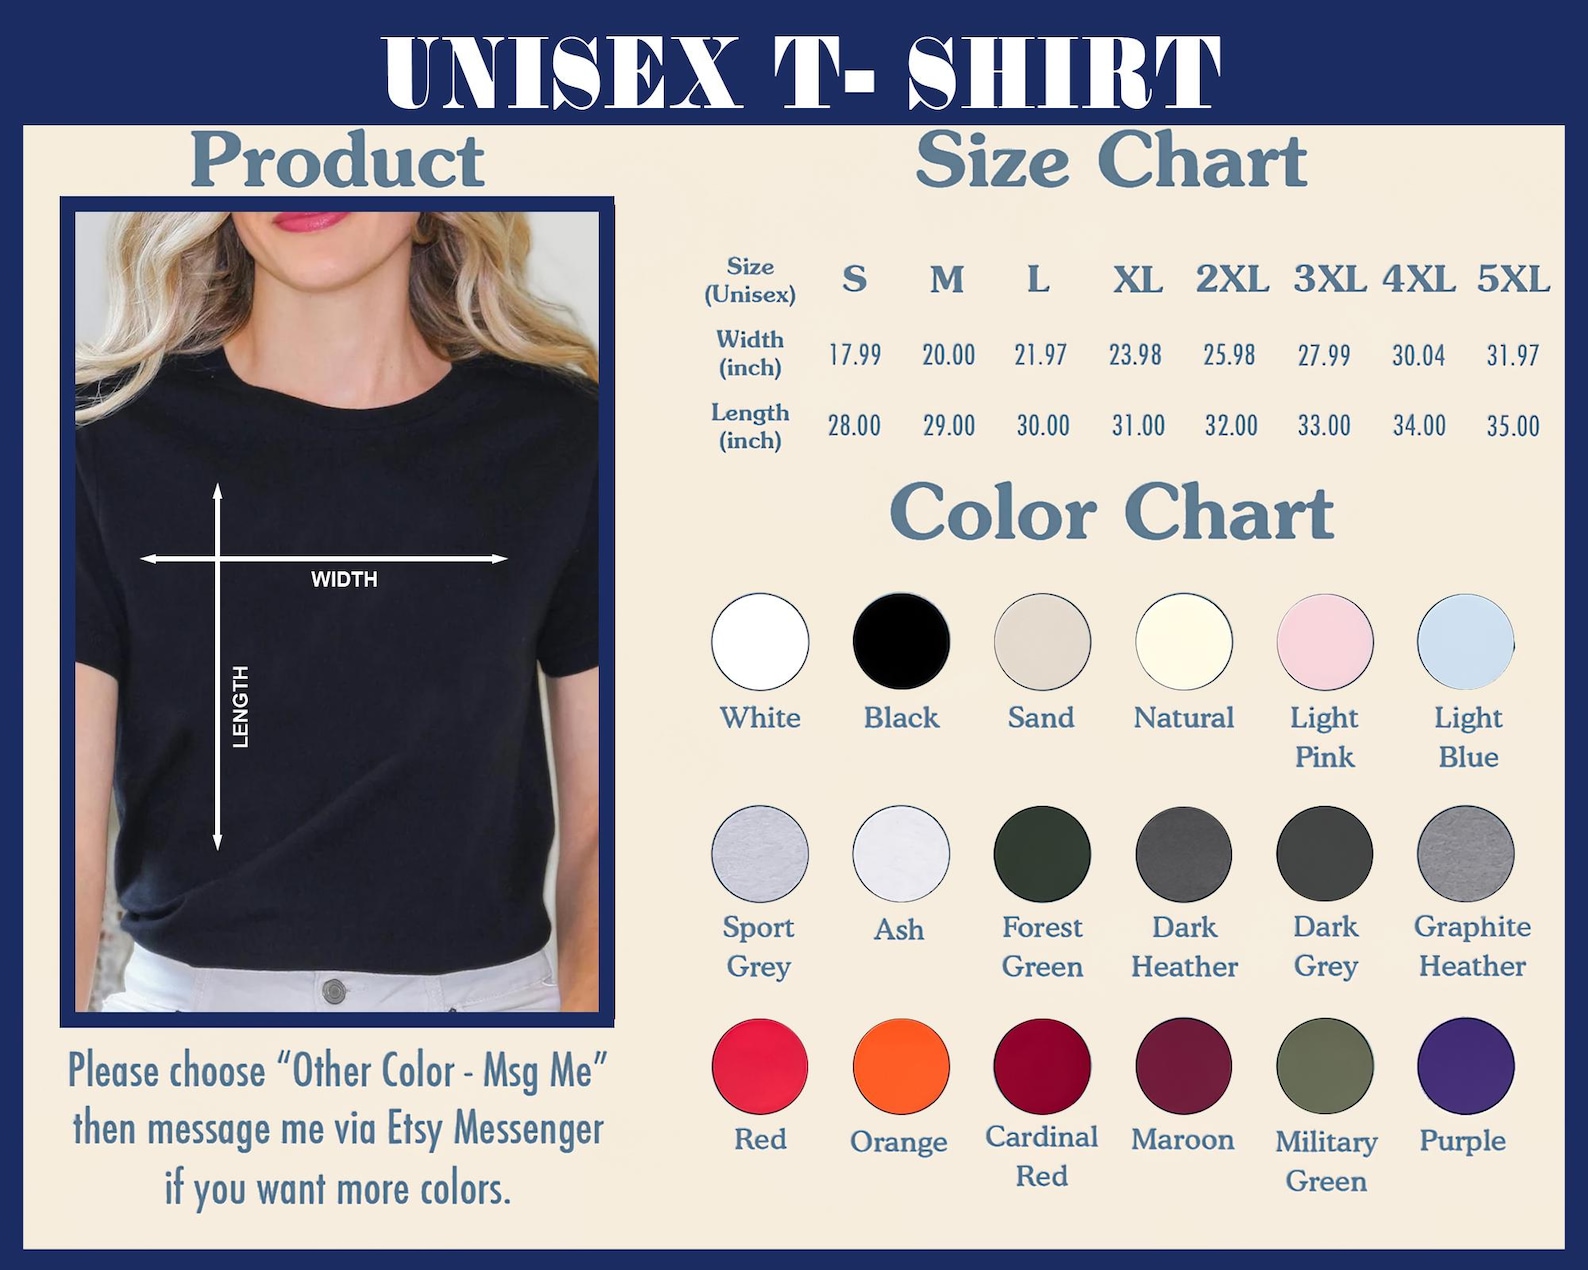 UNISEX T- SHIRT
Product
WIDTH
LENGTH
Please choose “Other Color - Msg Me”
then message me via Etsy Messenger
if you want more colors.
Size Chart
Size
(Unisex)
S M L XL 2XL 3XL 4XL 5XL
Width
(inch)
17.99 20.00 21.97 23.98 25.98 27.99 30.04 31.97
Length
(inch)
28.00 29.00 30.00 31.00 32.00 33.00 34.00 35.00
Color Chart
White Black Sand Natural Light Light
Pink Blue
Sport Ash Forest Dark Dark Graphite
Grey Green Heather Grey Heather
Red Orange Cardinal Maroon Military Purple
Red Green